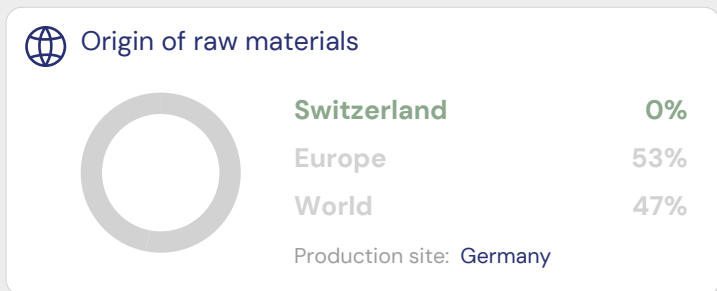 Origin of raw materials
Switzerland 0%
Europe 53%
World 47%
Production site: Germany